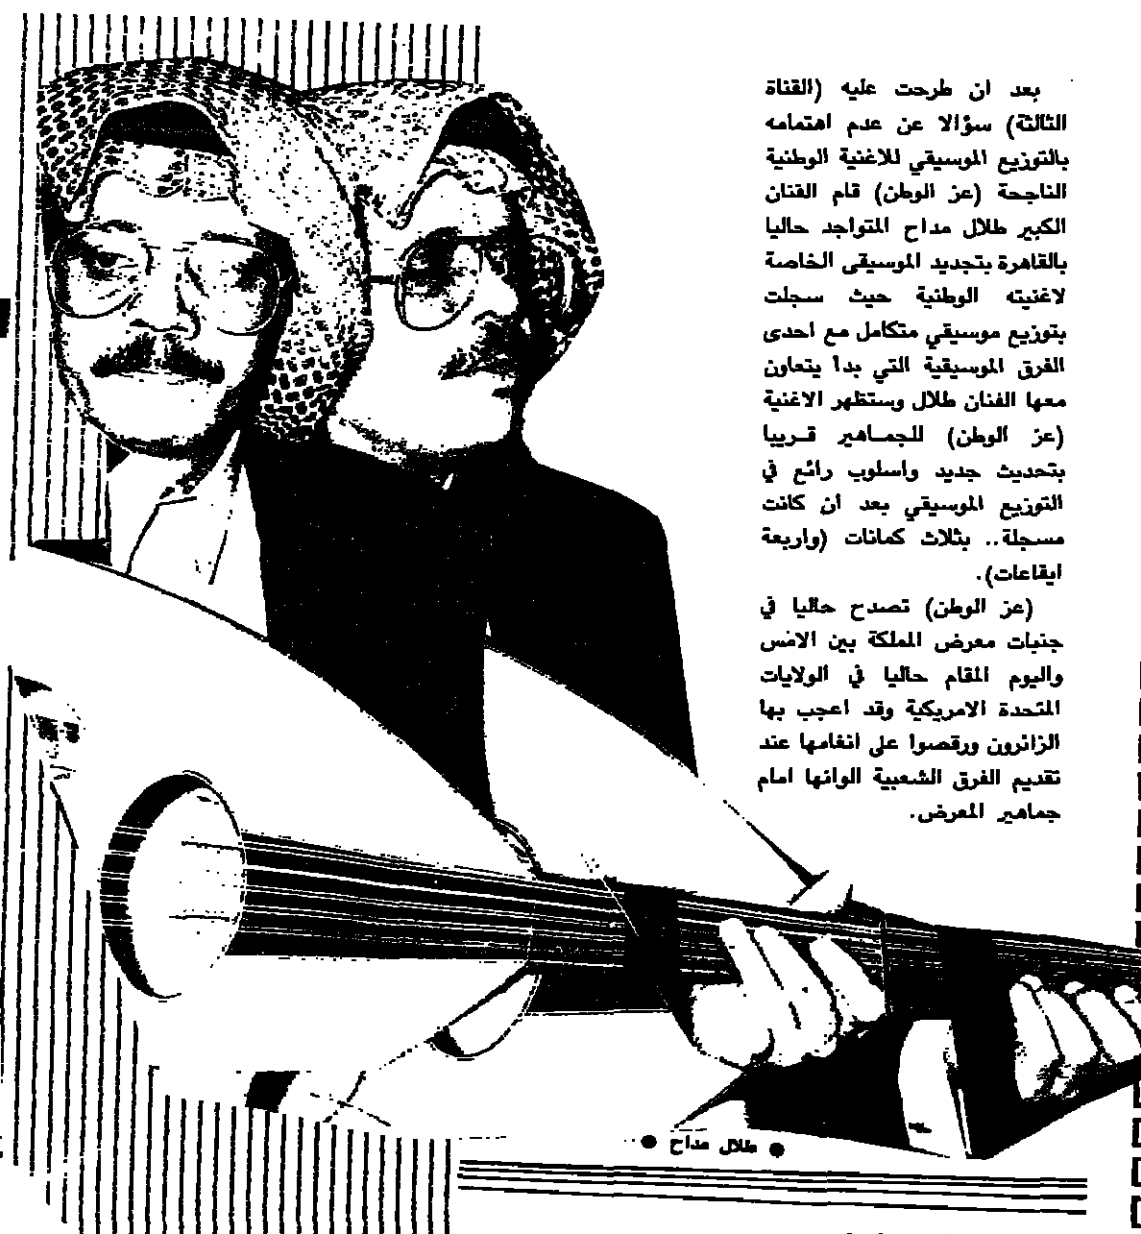 بعد ان طرحت عليه (القناة
الثالثة) سؤالا عن عدم اهتمامه
بالتوزيع الموسيقي للاغنية الوطنية
الناجحة (عز الوطن) قام الفنان
الكبير طلال مداح المتواجد حاليا
بالقاهرة بتجديد الموسيقى الخاصة
لاغنيته الوطنية حيث سجلت
بتوزيع موسيقي متكامل مع احدى
الفرق الموسيقية التي بدأ يتعاون
معها الفنان طلال وستظهر الاغنية
(عز الوطن) للجماهير قريبا
بتحديث جديد واسلوب رائع في
التوزيع الموسيقي بعد ان كانت
مسجلة.. بثلاث كمانات (واربعة
ايقاعات).
(عز الوطن) تصدح حاليا في
جنبات معرض المملكة بين الامس
واليوم المقام حاليا في الولايات
المتحدة الامريكية وقد اعجب بها
الزائرون ورقصوا على انغامها عند
تقديم الفرق الشعبية الوانها امام
جماهير المعرض.
● طلال مداح ●